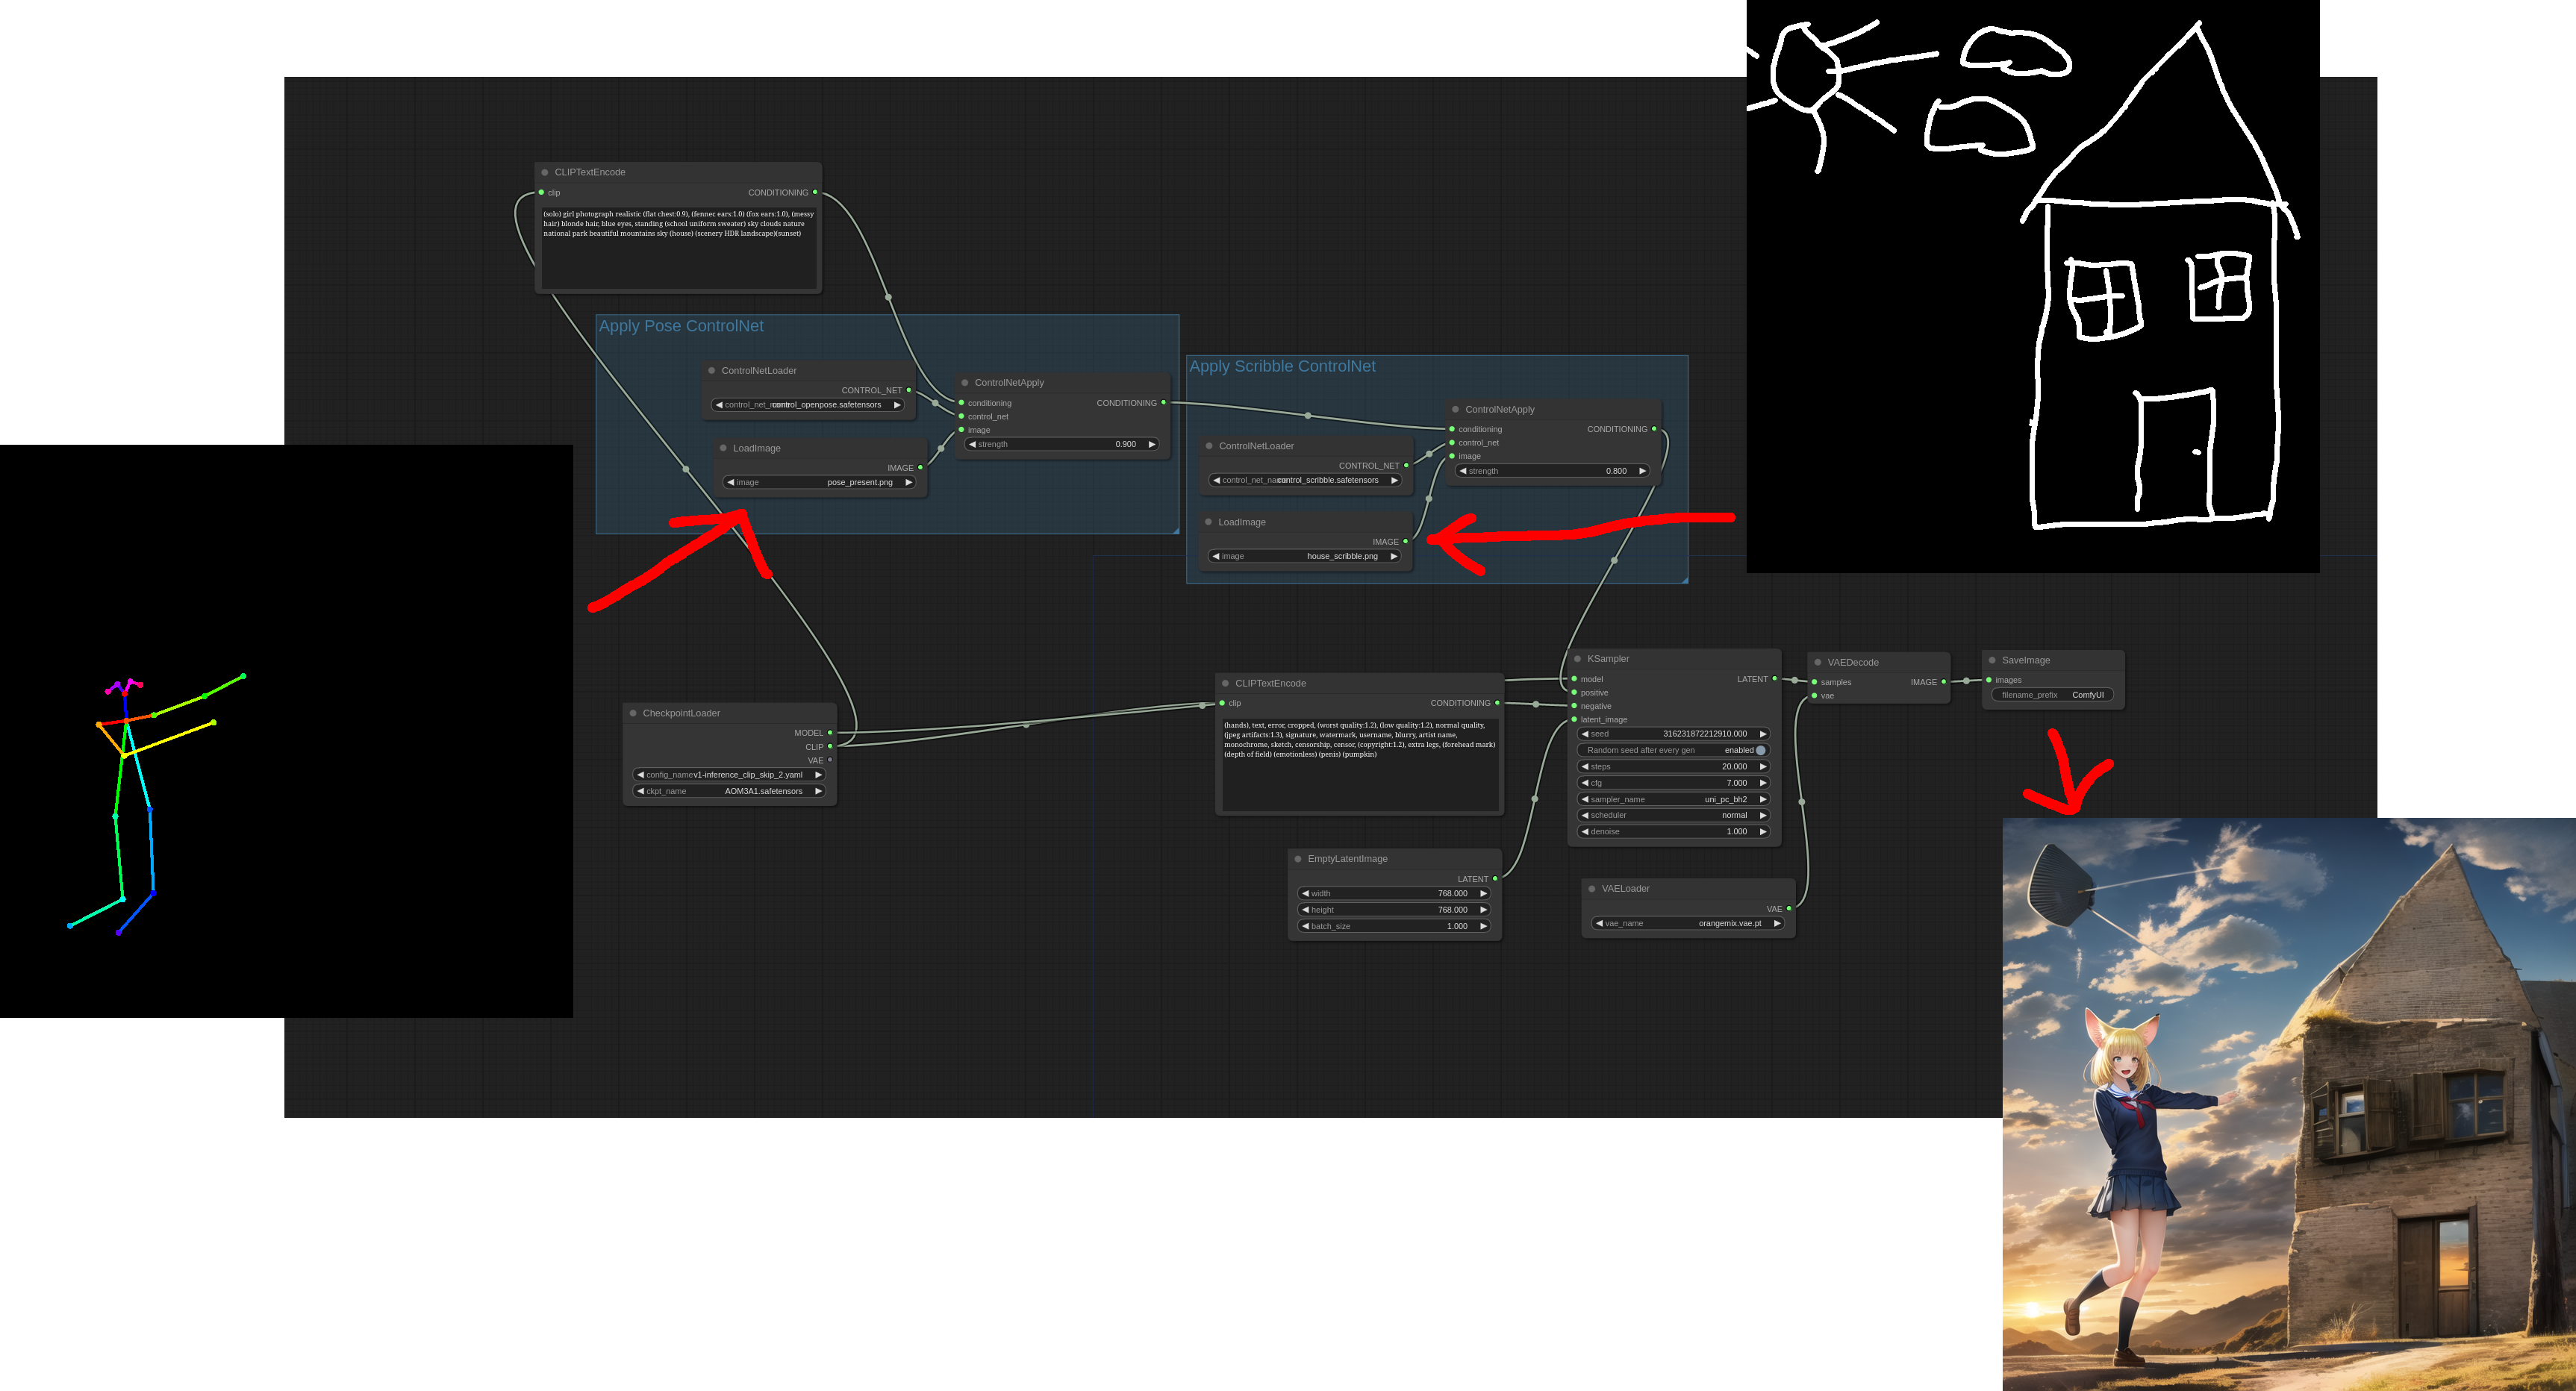 CLIPTextEncode
clip CONDITIONING
(solo) girl photograph realistic (flat chest:0.9), (fennec ears:1.0) (fox ears:1.0), (messy
hair) blonde hair, blue eyes, standing (school uniform sweater) sky clouds nature
national park beautiful mountains sky (house) (scenery HDR landscape)(sunset)
Apply Pose ControlNet
ControlNetLoader
CONTROL_NET
control_openpose.safetensors
LoadImage
IMAGE
image pose_present.png
ControlNetApply
conditioning CONDITIONING
control_net
image
strength 0.900
Apply Scribble ControlNet
ControlNetLoader
CONTROL_NET
control_scribble.safetensors
LoadImage
IMAGE
image house_scribble.png
ControlNetApply
conditioning CONDITIONING
control_net
image
strength 0.800
CheckpointLoader
MODEL
CLIP
VAE
config_name v1-inference_clip_skip_2.yaml
ckpt_name AOM3A1.safetensors
CLIPTextEncode
clip CONDITIONING
(hands), text, error, cropped, (worst quality:1.2), (low quality:1.2), normal quality,
(jpeg artifacts:1.3), signature, watermark, username, blurry, artist name,
monochrome, sketch, censorship, censor, (copyright:1.2), extra legs, (forehead mark)
(depth of field) (emotionless) (penis) (pumpkin)
EmptyLatentImage
LATENT
width 768.000
height 768.000
batch_size 1.000
KSampler
model LATENT
positive
negative
latent_image
seed 316231872212910.000
Random seed after every gen enabled
steps 20.000
cfg 7.000
sampler_name uni_pc_bh2
scheduler normal
denoise 1.000
VAELoader
VAE
vae_name orangemix.vae.pt
VAEDecode
samples IMAGE
vae
SaveImage
images
filename_prefix ComfyUI